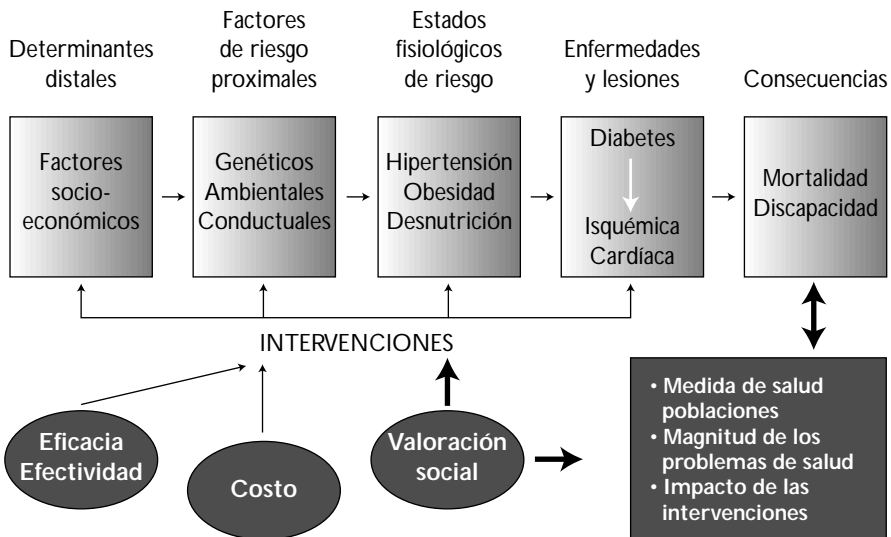 Determinantes
distales
Factores
de riesgo
proximales
Estados
fisiológicos
de riesgo
Enfermedades
y lesiones
Consecuencias
Factores
socio-
económicos
Genéticos
Ambientales
Conductuales
Hipertensión
Obesidad
Desnutrición
Diabetes
Isquémica
Cardíaca
Mortalidad
Discapacidad
INTERVENCIONES
Eficacia
Efectividad
Costo
Valoración
social
• Medida de salud
poblaciones
• Magnitud de los
problemas de salud
• Impacto de las
intervenciones